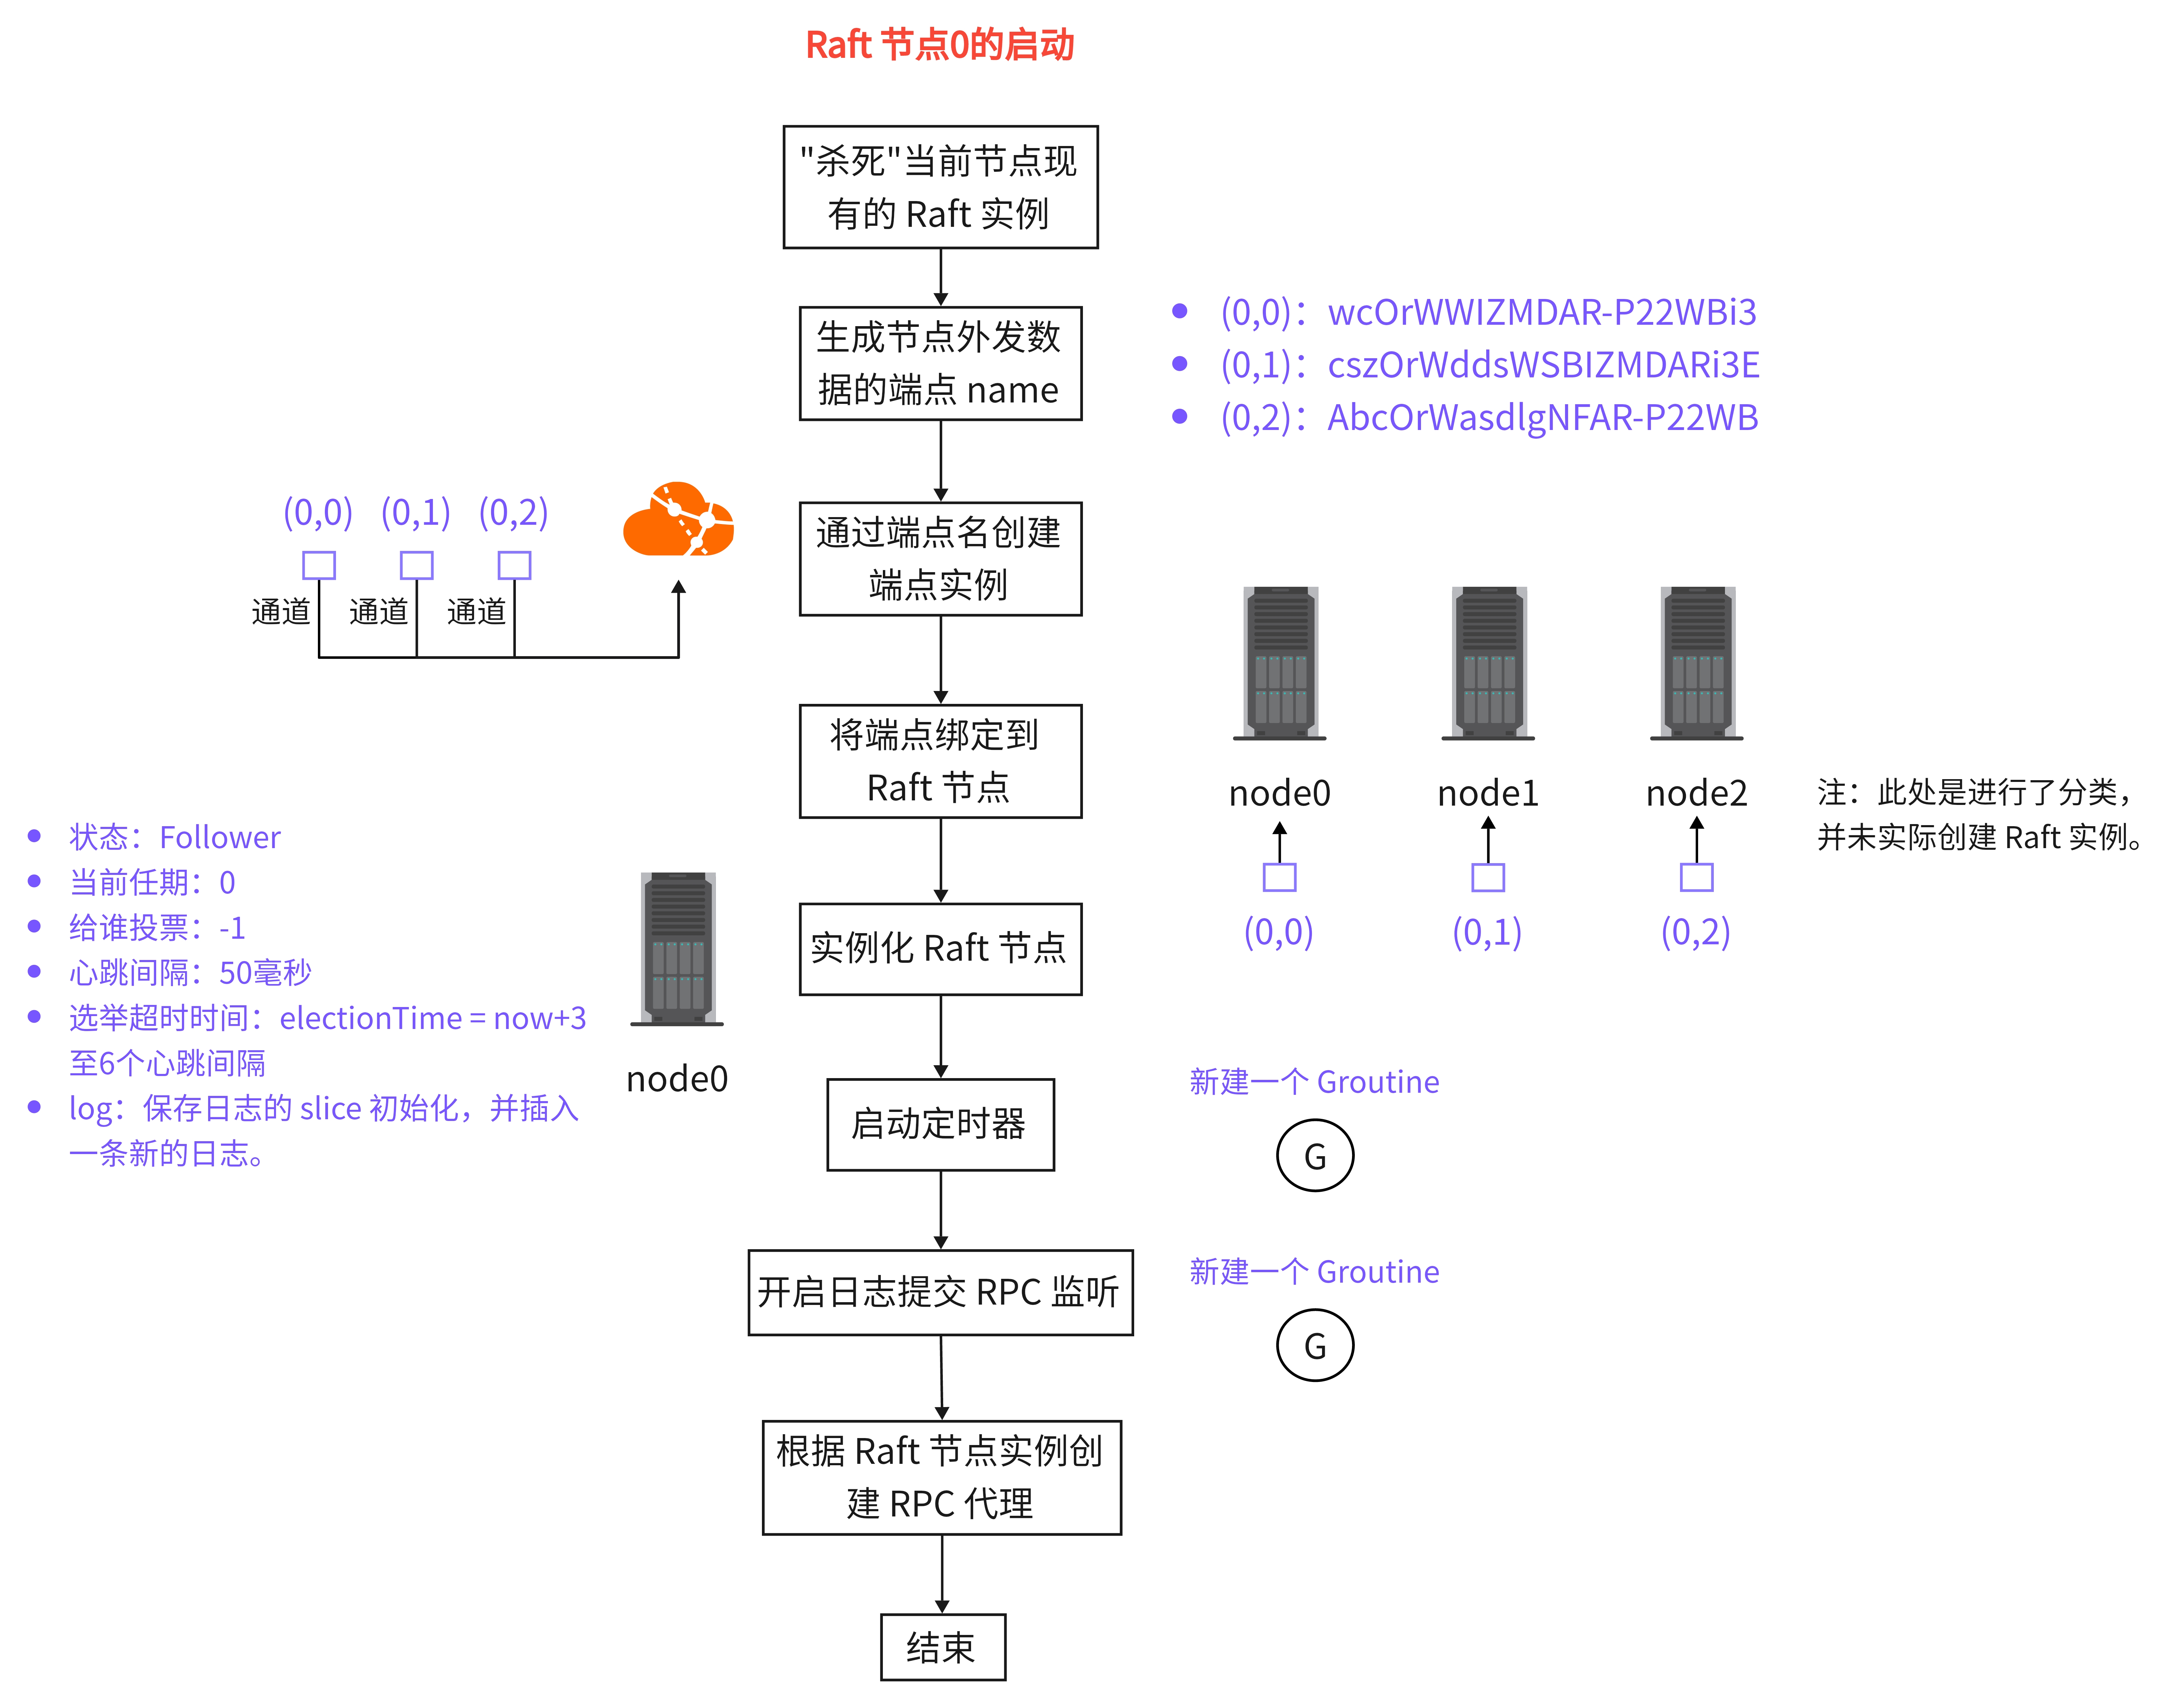 Raft 节点0的启动
"杀死"当前节点现
有的 Raft 实例
生成节点外发数
据的端点 name
(0,0)：wcOrWWIZMDAR-P22WBi3
(0,1)：cszOrWddsWSBIZMDARi3E
(0,2)：AbcOrWasdlgNFAR-P22WB
(0,0) (0,1) (0,2)
通道 通道 通道
通过端点名创建
端点实例
将端点绑定到
Raft 节点
node0 node1 node2
(0,0) (0,1) (0,2)
注：此处是进行了分类，
并未实际创建 Raft 实例。
状态：Follower
当前任期：0
给谁投票：-1
心跳间隔：50毫秒
选举超时时间：electionTime = now+3
至6个心跳间隔
log：保存日志的 slice 初始化，并插入
一条新的日志。
node0
实例化 Raft 节点
启动定时器
新建一个 Groutine
G
开启日志提交 RPC 监听
新建一个 Groutine
G
根据 Raft 节点实例创
建 RPC 代理
结束